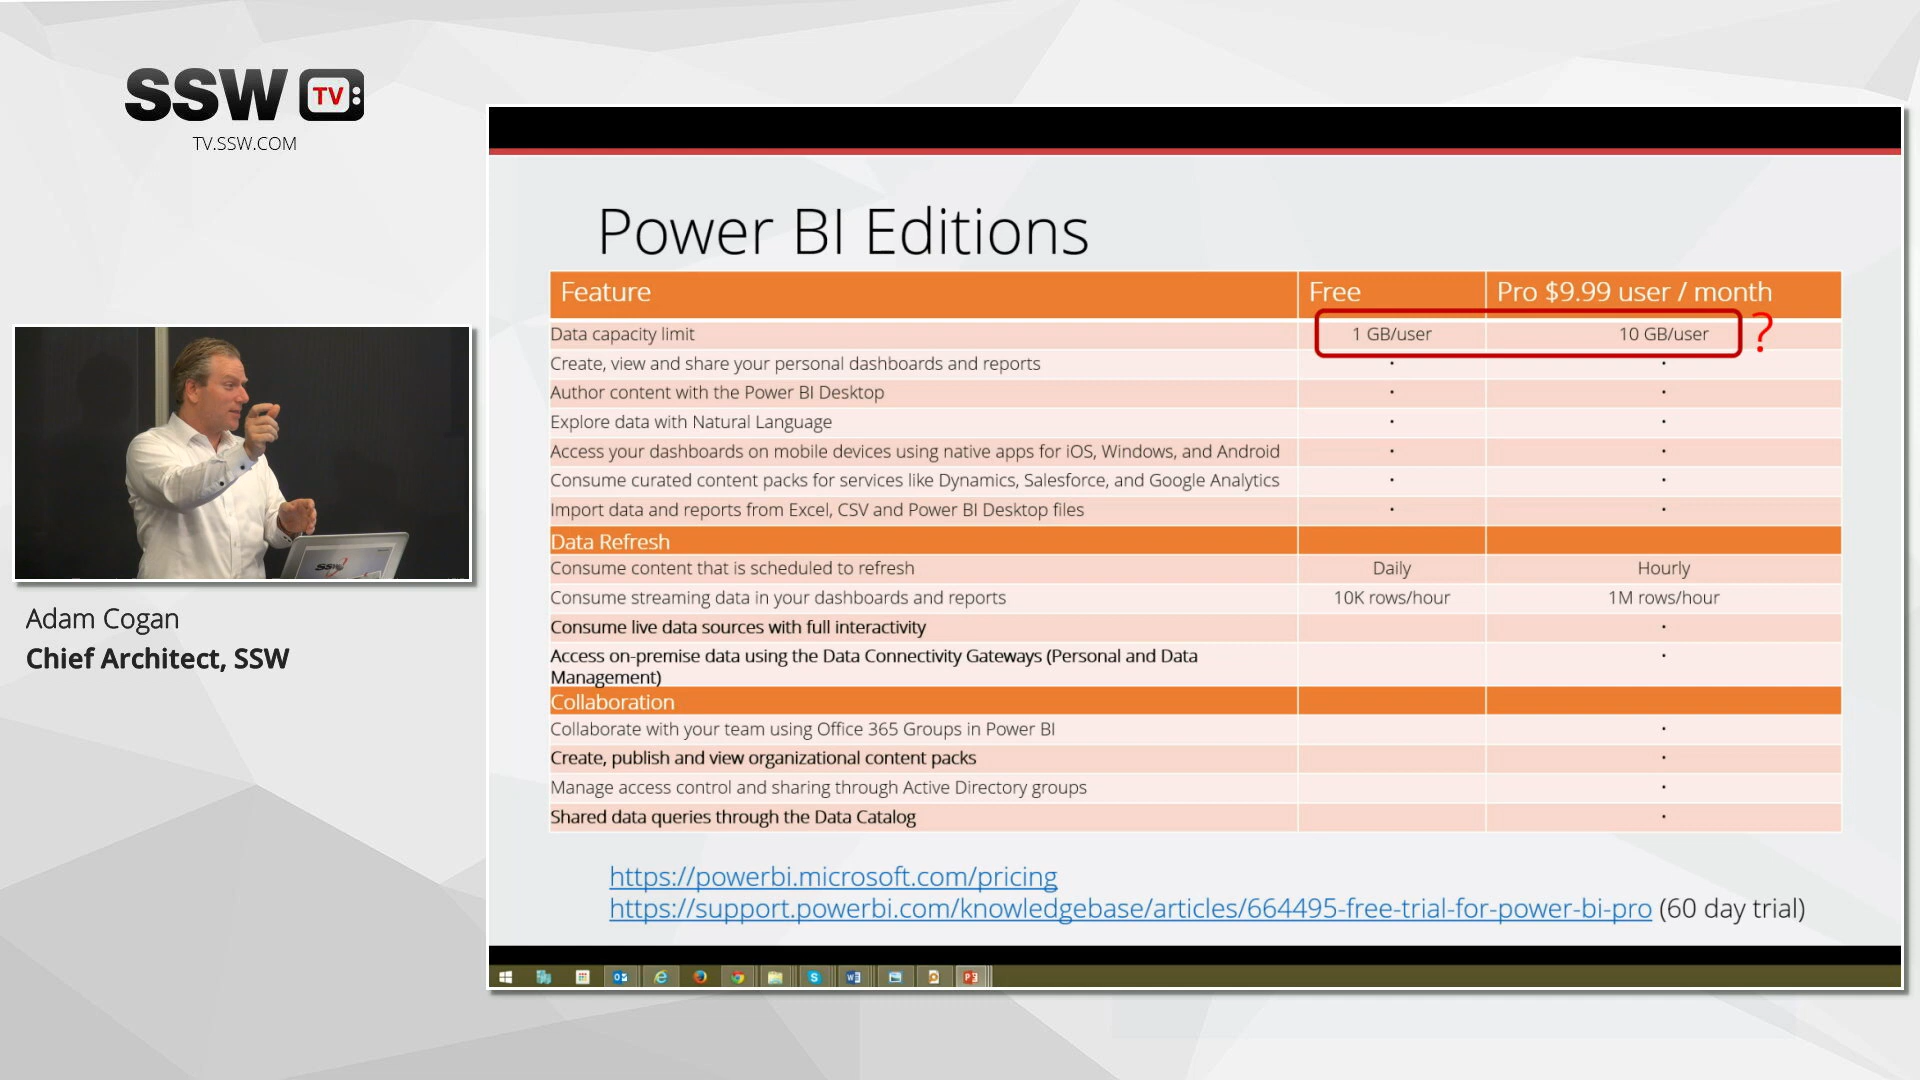 SSW TV:
TV.SSW.COM
Power BI Editions
Feature Free Pro $9.99 user / month
Data capacity limit 1 GB/user 10 GB/user ?
Create, view and share your personal dashboards and reports • •
Author content with the Power BI Desktop • •
Explore data with Natural Language • •
Access your dashboards on mobile devices using native apps for iOS, Windows, and Android • •
Consume curated content packs for services like Dynamics, Salesforce, and Google Analytics • •
Import data and reports from Excel, CSV and Power BI Desktop files • •
Data Refresh
Consume content that is scheduled to refresh Daily Hourly
Consume streaming data in your dashboards and reports 10K rows/hour 1M rows/hour
Consume live data sources with full interactivity •
Access on-premise data using the Data Connectivity Gateways (Personal and Data
Management) •
Collaboration
Collaborate with your team using Office 365 Groups in Power BI •
Create, publish and view organizational content packs •
Manage access control and sharing through Active Directory groups •
Shared data queries through the Data Catalog •
https://powerbi.microsoft.com/pricing
https://support.powerbi.com/knowledgebase/articles/664495-free-trial-for-power-bi-pro (60 day trial)
SSW
Adam Cogan
Chief Architect, SSW